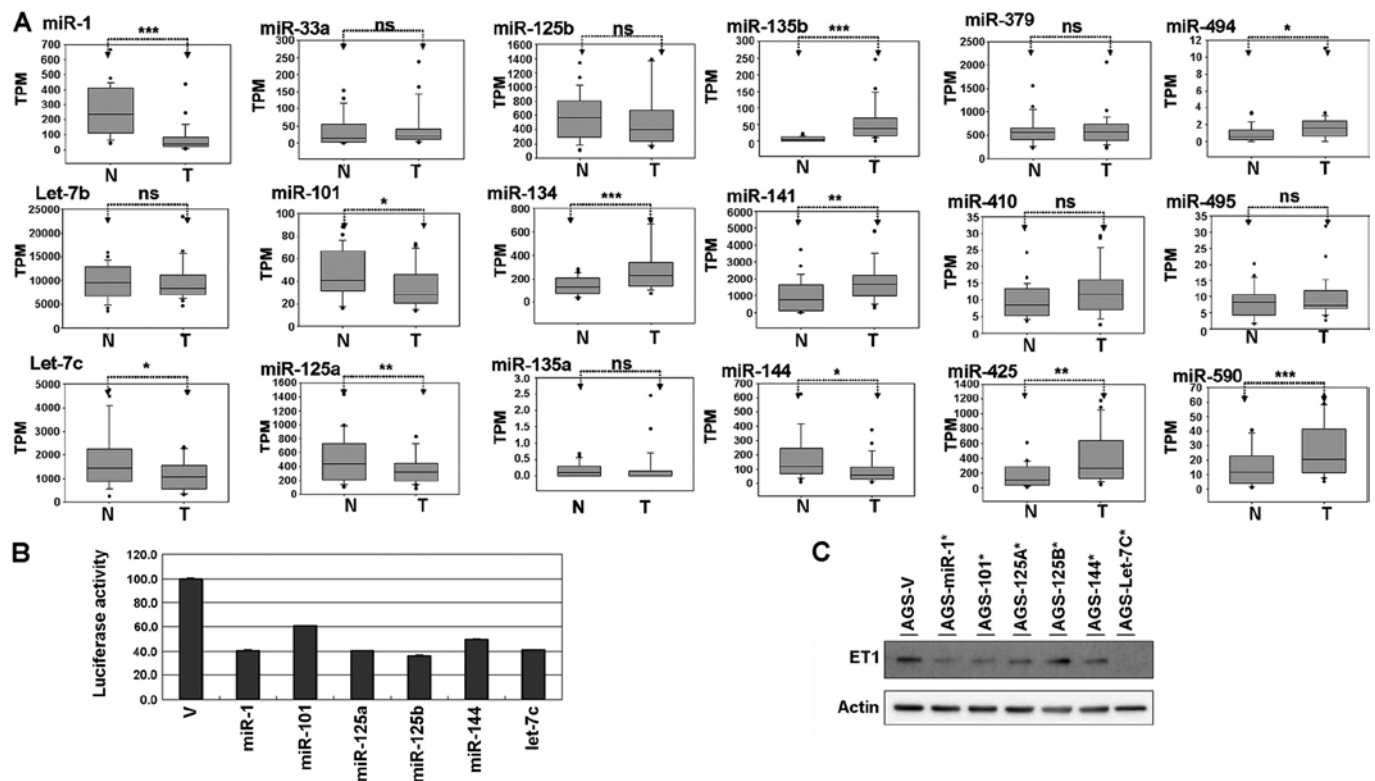 A
miR-1
***
700
600
500
400
300
200
100
0
TPM
N T
miR-33a
ns
300
250
200
150
100
50
0
TPM
N T
miR-125b
ns
1600
1400
1200
1000
800
600
400
200
0
TPM
N T
miR-135b
***
300
250
200
150
100
50
0
TPM
N T
miR-379
ns
2500
2000
1500
1000
500
0
TPM
N T
miR-494
*
12
10
8
6
4
2
0
TPM
N T
Let-7b
ns
25000
20000
15000
10000
5000
0
TPM
N T
miR-101
*
100
80
60
40
20
0
TPM
N T
miR-134
***
800
600
400
200
0
TPM
N T
miR-141
**
6000
5000
4000
3000
2000
1000
0
TPM
N T
miR-410
ns
35
30
25
20
15
10
5
0
TPM
N T
miR-495
ns
40
35
30
25
20
15
10
5
0
TPM
N T
Let-7c
*
5000
4000
3000
2000
1000
0
TPM
N T
miR-125a
**
1600
1400
1200
1000
800
600
400
200
0
TPM
N T
miR-135a
ns
3.0
2.5
2.0
1.5
1.0
0.5
0.0
TPM
N T
miR-144
*
700
600
500
400
300
200
100
0
TPM
N T
miR-425
**
1400
1200
1000
800
600
400
200
0
TPM
N T
miR-590
***
70
60
50
40
30
20
10
0
TPM
N T
B
Luciferase activity
120.0
100.0
80.0
60.0
40.0
20.0
0.0
V
miR-1
miR-101
miR-125a
miR-125b
miR-144
let-7c
C
AGS-V
AGS-miR-1*
AGS-101*
AGS-125A*
AGS-125B*
AGS-144*
AGS-Let-7C*
ET1
Actin